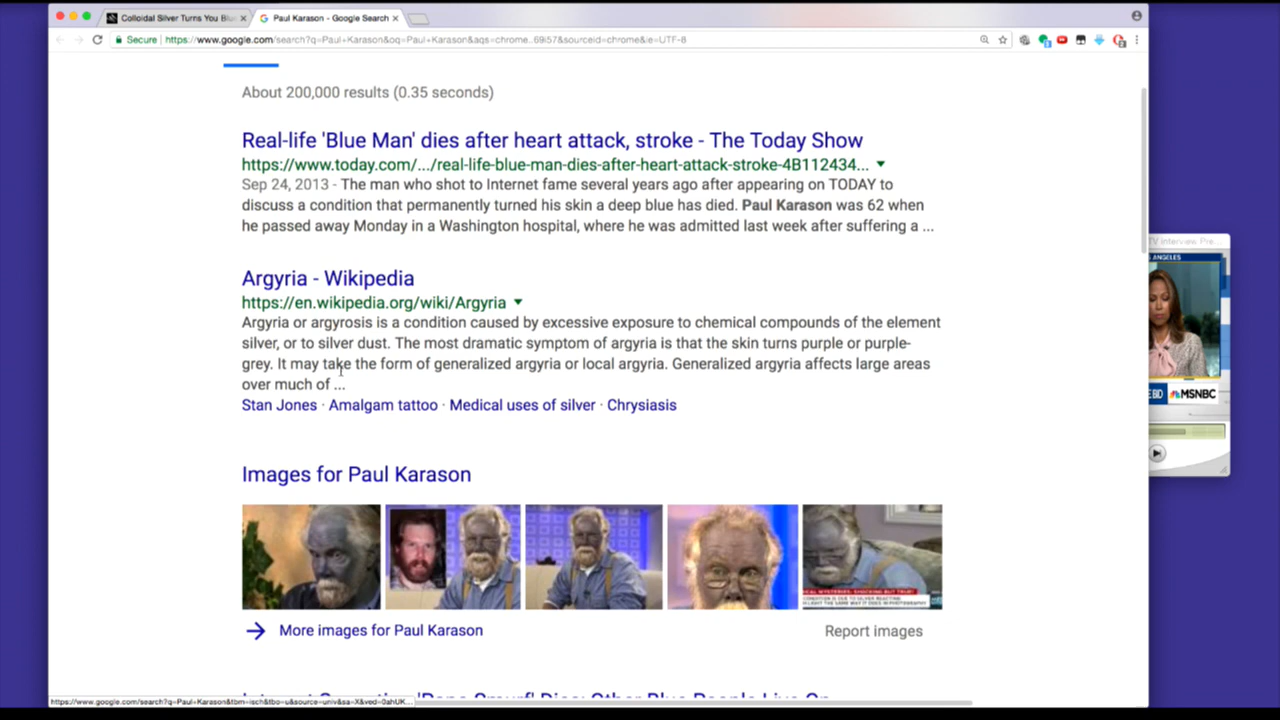 Colloidal Silver Turns You Blu
Paul Karason - Google Search
Secure
https://www.google.com/search?q=Paul+Karason&oq=Paul+Karason&aqs=chrome..69i57&sourceid=chrome&ie=UTF-8
About 200,000 results (0.35 seconds)
Real-life 'Blue Man' dies after heart attack, stroke - The Today Show
https://www.today.com/.../real-life-blue-man-dies-after-heart-attack-stroke-4B112434...
Sep 24, 2013 - The man who shot to Internet fame several years ago after appearing on TODAY to
discuss a condition that permanently turned his skin a deep blue has died. Paul Karason was 62 when
he passed away Monday in a Washington hospital, where he was admitted last week after suffering a ...
Argyria - Wikipedia
https://en.wikipedia.org/wiki/Argyria
Argyria or argyrosis is a condition caused by excessive exposure to chemical compounds of the element
silver, or to silver dust. The most dramatic symptom of argyria is that the skin turns purple or purple-
grey. It may take the form of generalized argyria or local argyria. Generalized argyria affects large areas
over much of ...
Stan Jones · Amalgam tattoo · Medical uses of silver · Chrysiasis
TV Interview Pre...
ANGELES
MSNBC
Images for Paul Karason
More images for Paul Karason
Report images
https://www.google.com/search?q=Paul+Karason&tbm=isch&tbo=u&source=univ&sa=X&ved=0ahUK...